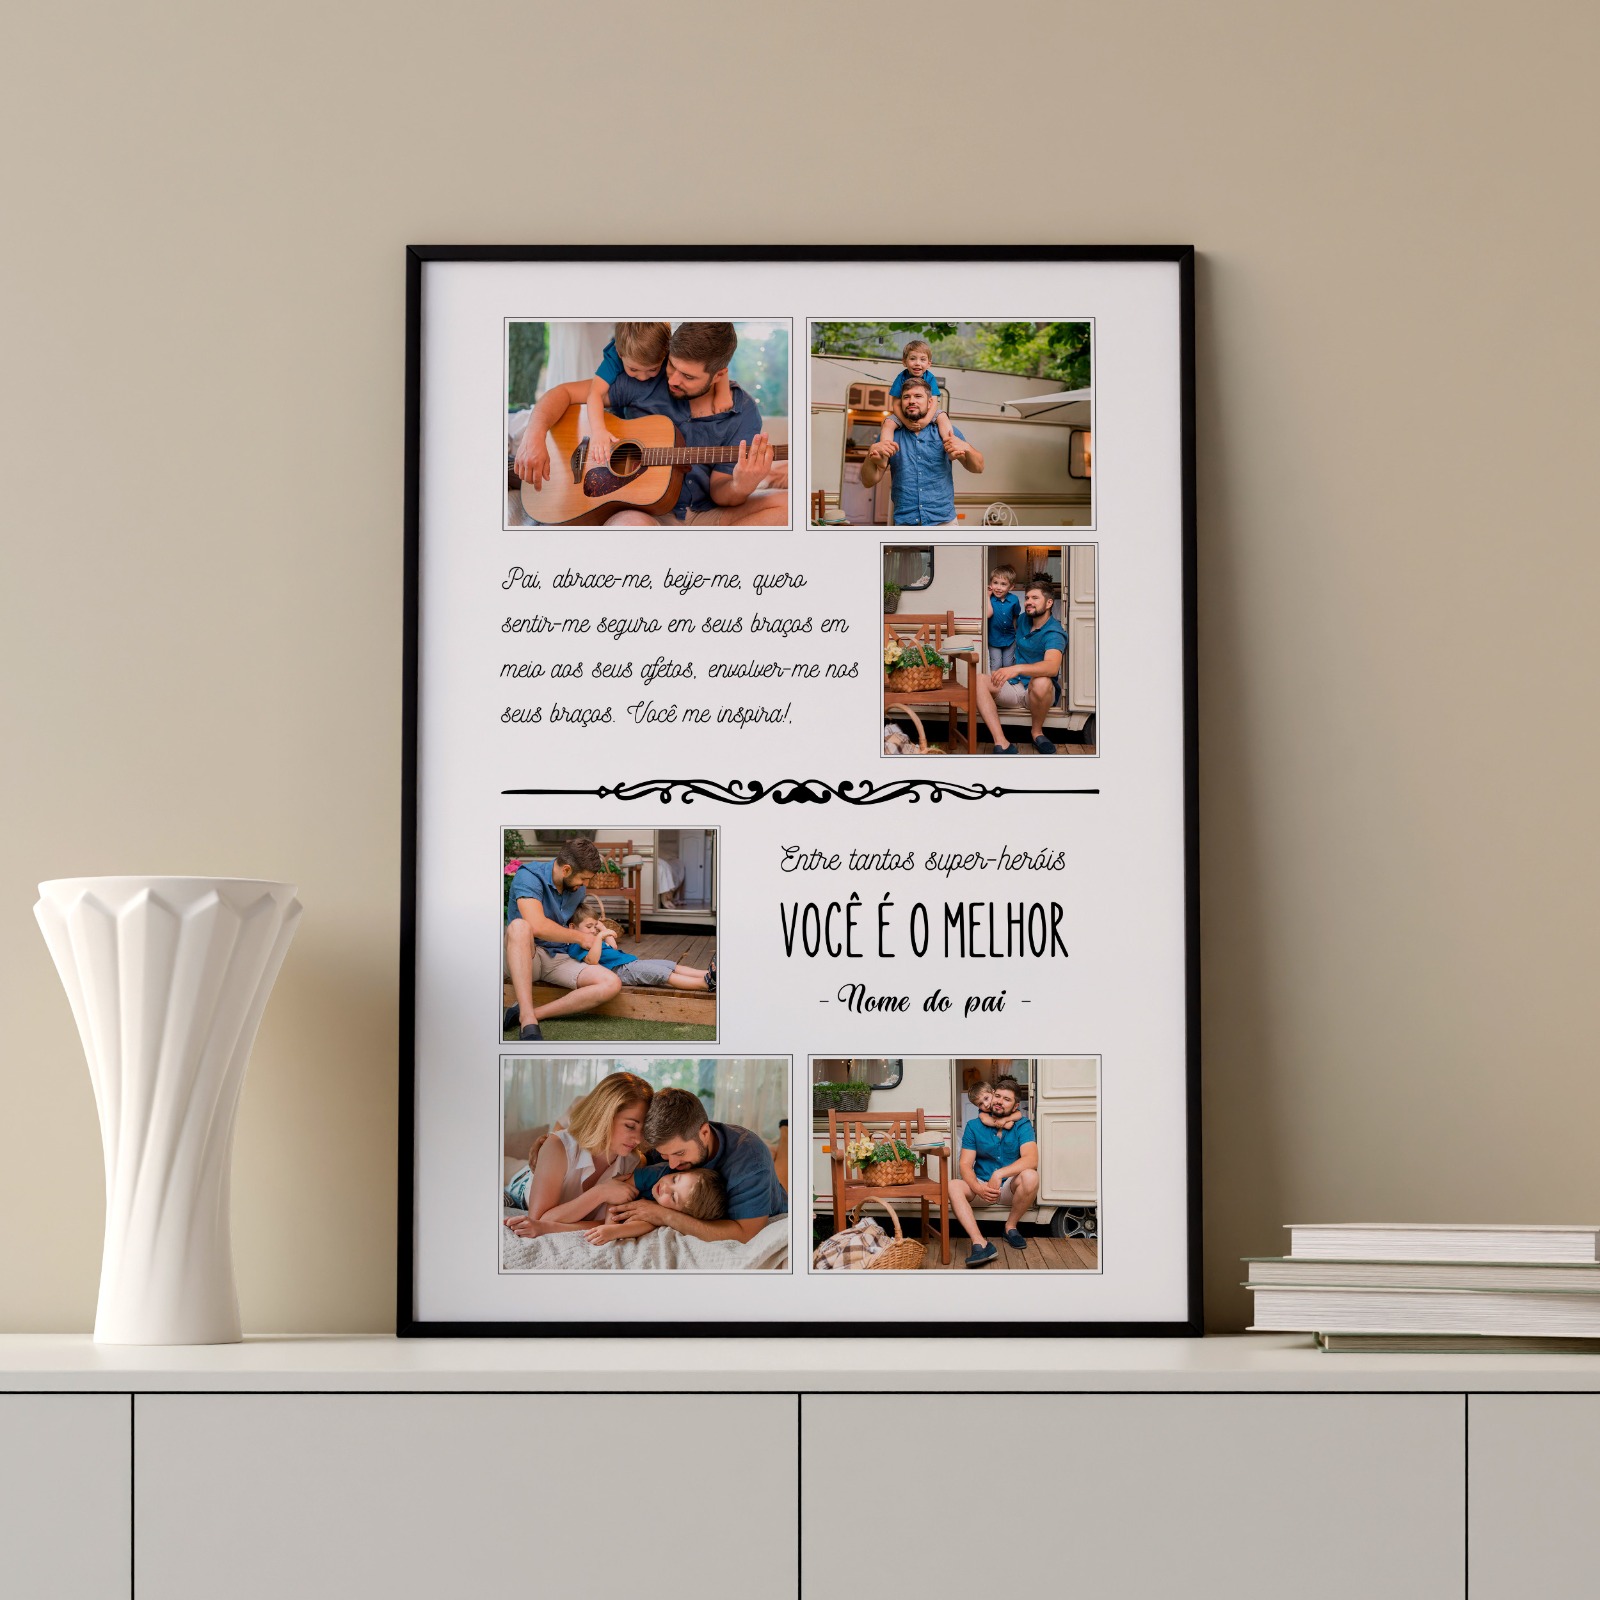 Pai, abrace-me, beije-me, quero
sentir-me seguro em seus braços em
meio aos seus afetos, envolver-me nos
seus braços. Você me inspira!,
Entre tantos super-heróis
VOCÊ É O MELHOR
- Nome do pai -